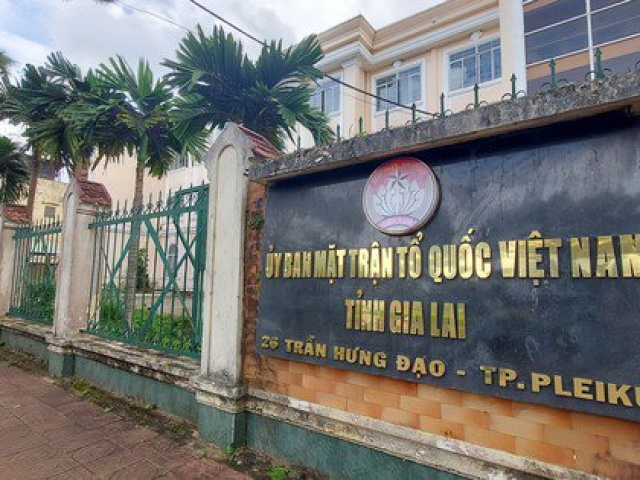 ỦY BAN MẶT TRẬN TỔ QUỐC VIỆT NAM
TỈNH GIA LAI
26 TRẦN HƯNG ĐẠO - TP.PLEIKU